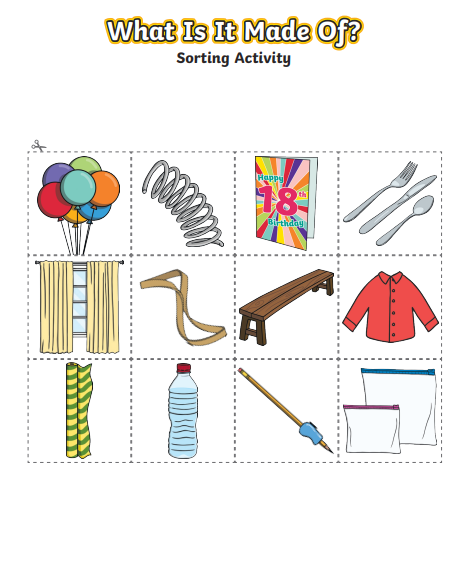 What Is It Made Of?
Sorting Activity
Happy
18th
Birthday